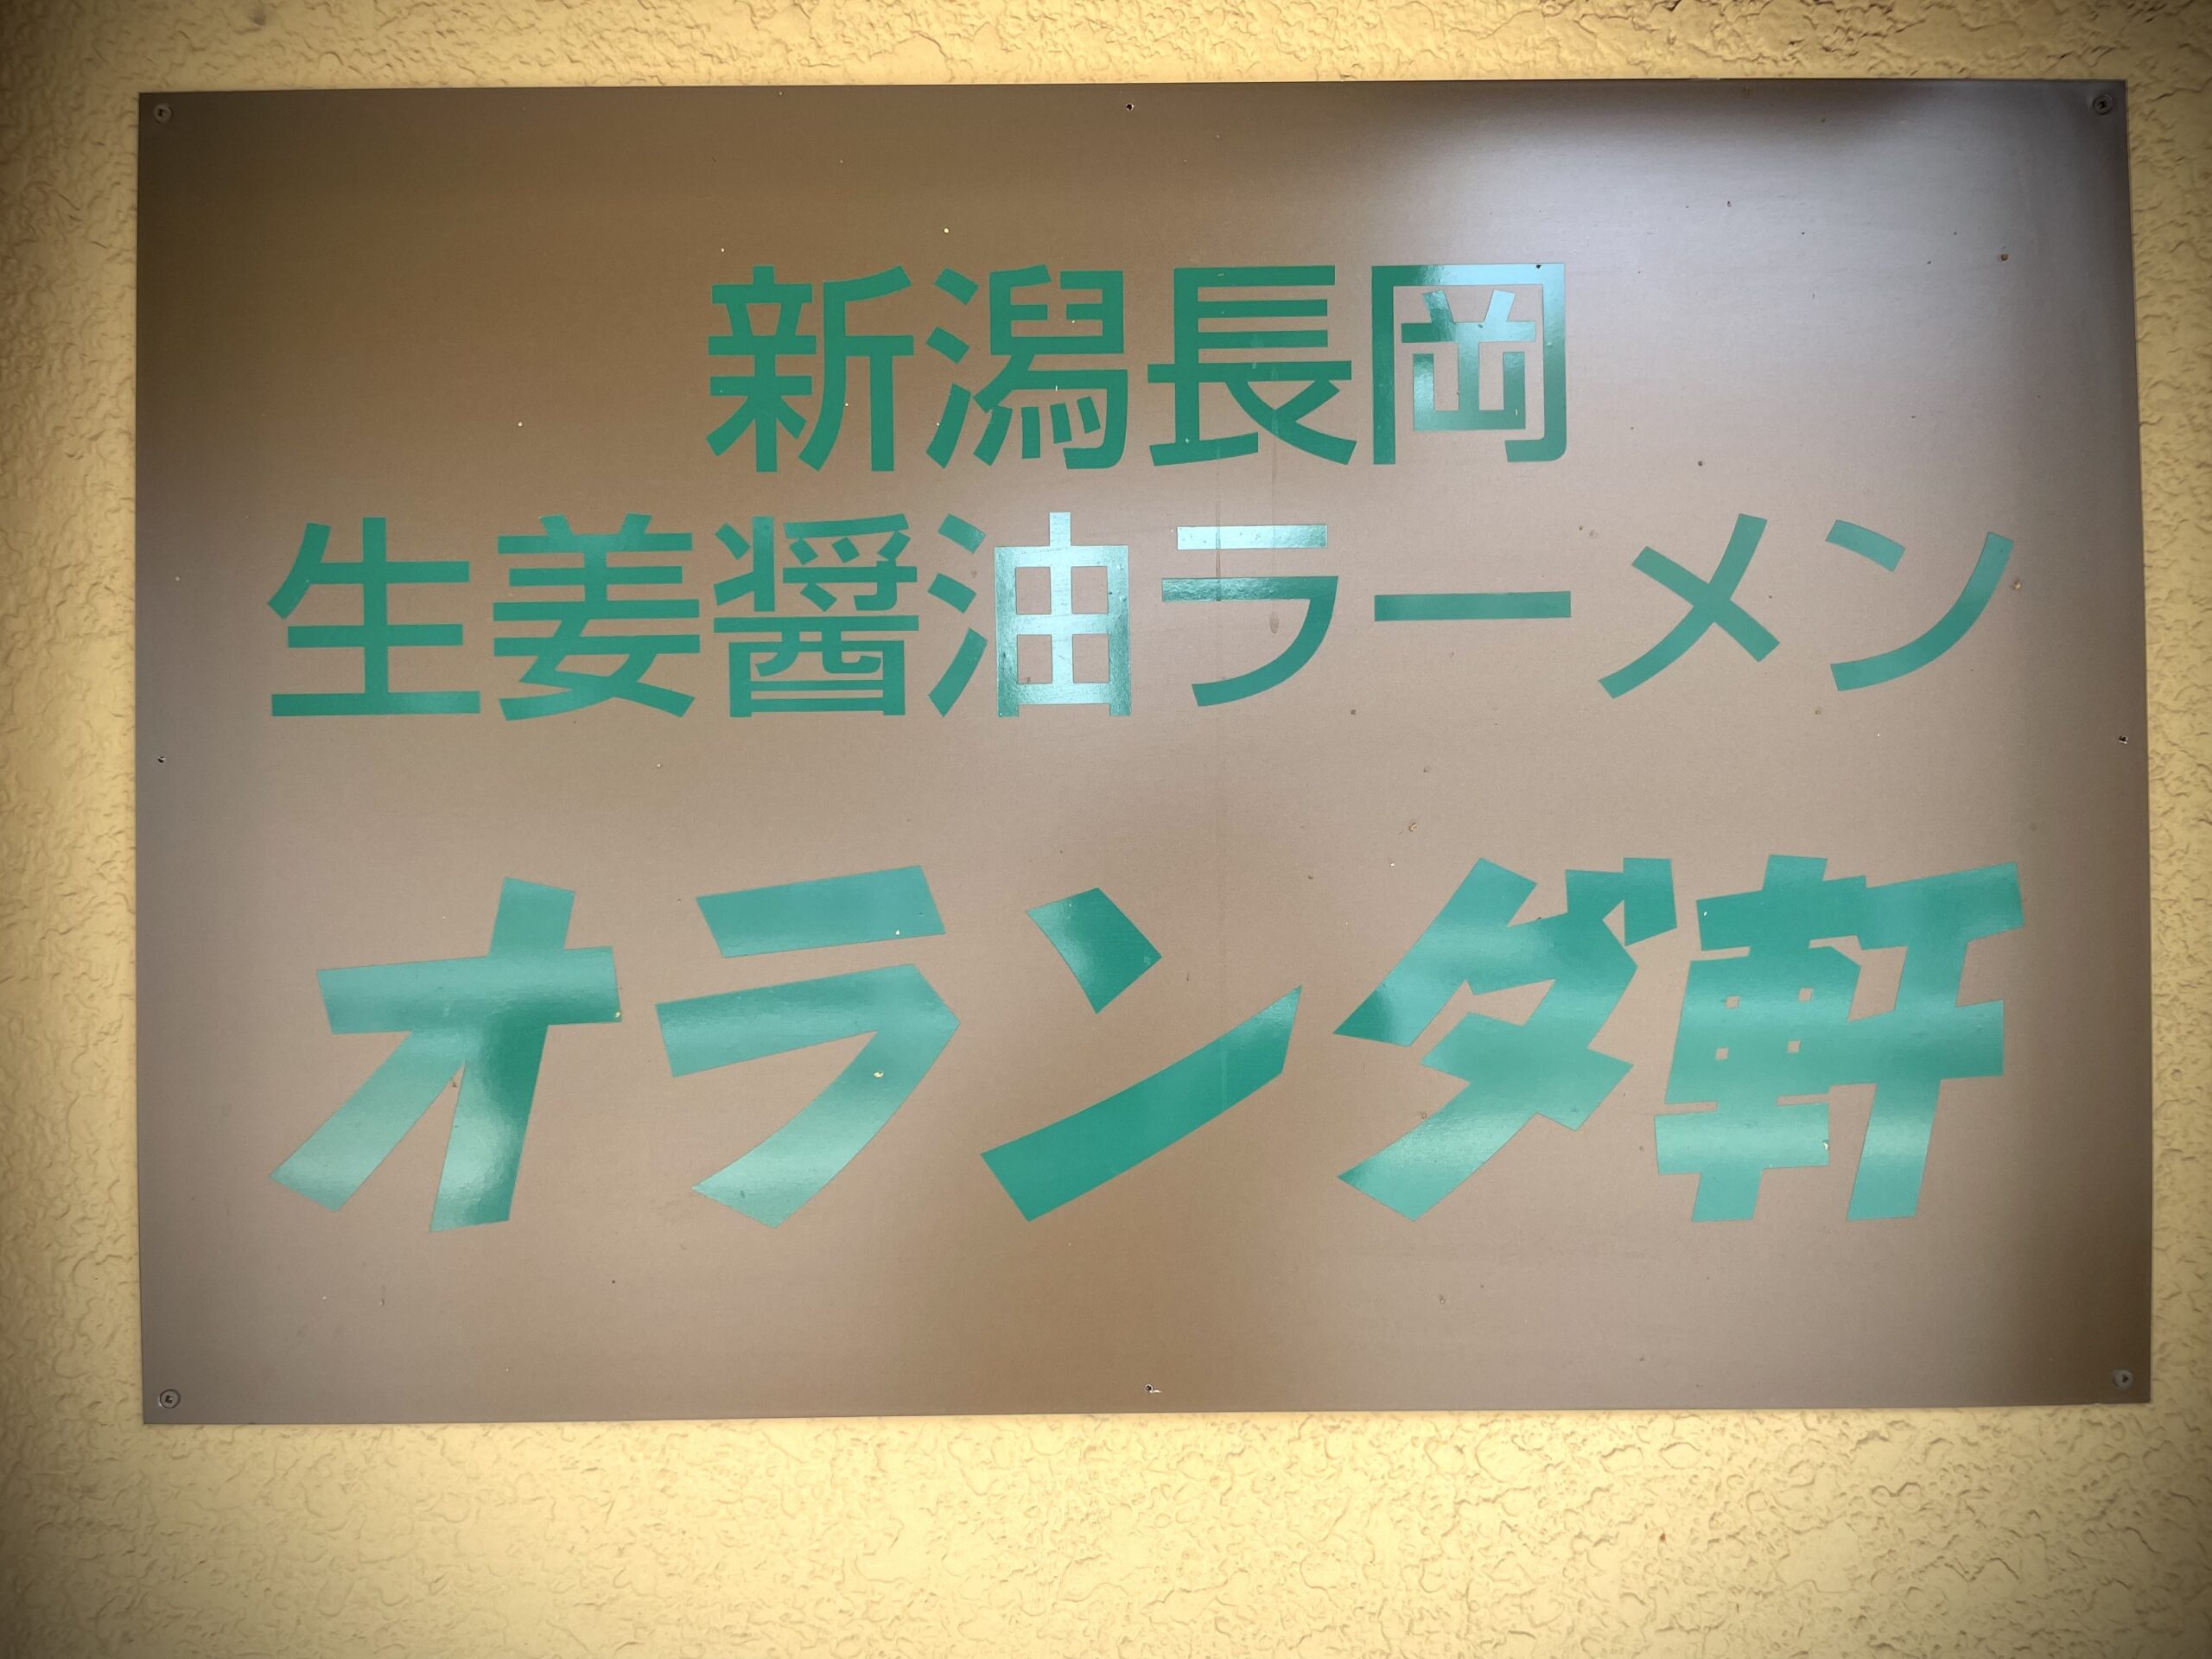 新潟長岡
生姜醤油ラーメン
オランダ軒